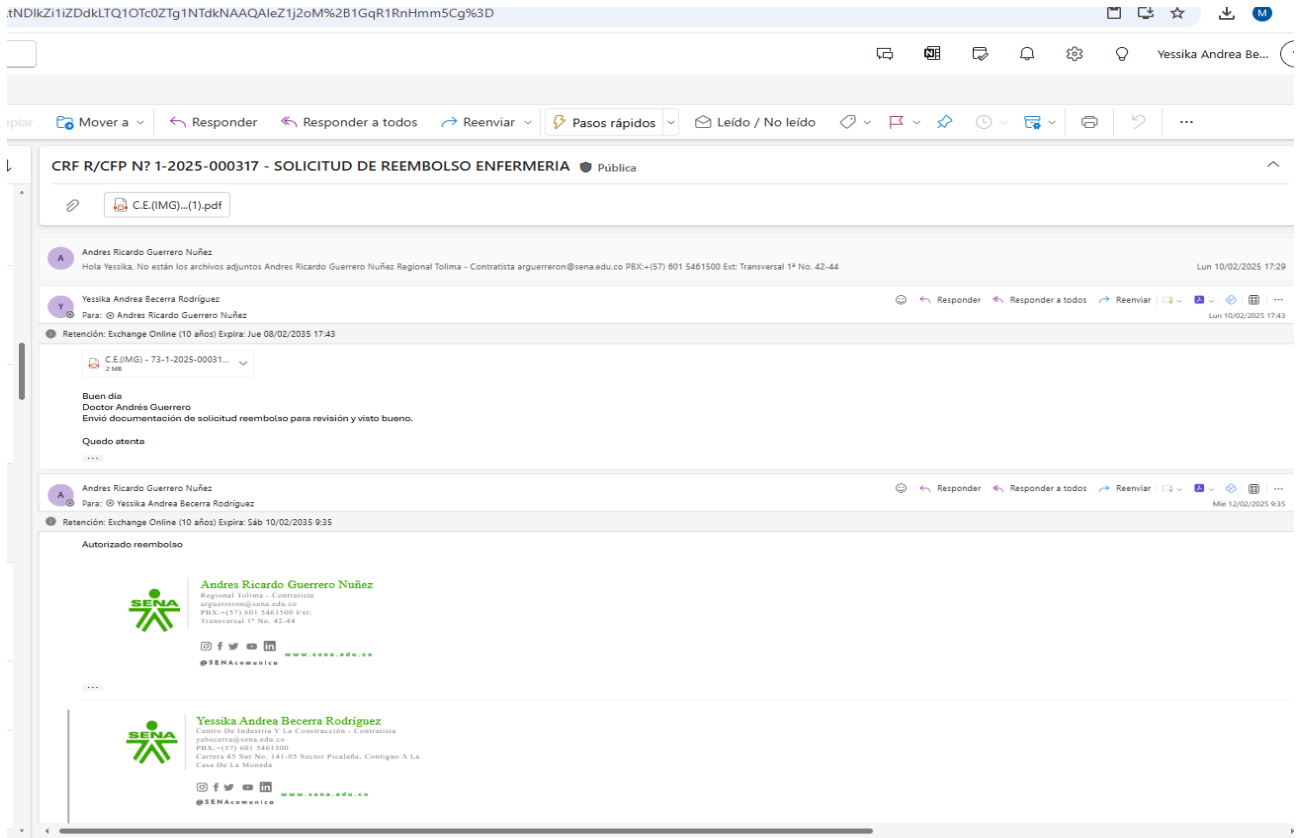 tNDlkZi1iZDdkLTQ1OTc0ZTg1NTdkNAAQAIeZ1j2oM%2B1GqR1RnHmm5Cg%3D
M
Yessika Andrea Be...
Mover a
Responder
Responder a todos
Reenviar
Pasos rápidos
Leído / No leído
...
CRF R/CFP N? 1-2025-000317 - SOLICITUD DE REEMBOLSO ENFERMERIA Pública
C.E.(IMG)...(1).pdf
A
Andres Ricardo Guerrero Nuñez
Hola Yessika, No están los archivos adjuntos Andres Ricardo Guerrero Nuñez Regional Tolima - Contratista arguerreron@sena.edu.co PBX:+(57) 601 5461500 Ext: Transversal 1ª No. 42-44
Lun 10/02/2025 17:29
Y
Yessika Andrea Becerra Rodríguez
Responder Responder a todos Reenviar ...
Para: Andres Ricardo Guerrero Nuñez
Lun 10/02/2025 17:43
Retención: Exchange Online (10 años) Expira: Jue 08/02/2035 17:43
C.E.(IMG) - 73-1-2025-00031...
2 MB
Buen dia
Doctor Andrés Guerrero
Envió documentación de solicitud reembolso para revisión y visto bueno.
Quedo atenta
...
A
Andres Ricardo Guerrero Nuñez
Responder Responder a todos Reenviar ...
Para: Yessika Andrea Becerra Rodríguez
Mié 12/02/2025 9:35
Retención: Exchange Online (10 años) Expira: Sáb 10/02/2035 9:35
Autorizado reembolso
SENA
Andres Ricardo Guerrero Nuñez
Regional Tolima - Contratista
arguerreron@sena.edu.co
PBX:+(57) 601 5461500 Ext:
Transversal 1ª No. 42-44
www.sena.edu.co
@SENAcomunica
...
SENA
Yessika Andrea Becerra Rodríguez
Centro De Industria Y La Construcción - Contratista
yabecerra@sena.edu.co
PBX:+(57) 601 5461500
Carrera 45 Sur No. 141-05 Sector Picaleña, Contiguo A La
Casa De La Moneda
www.sena.edu.co
@SENAcomunica